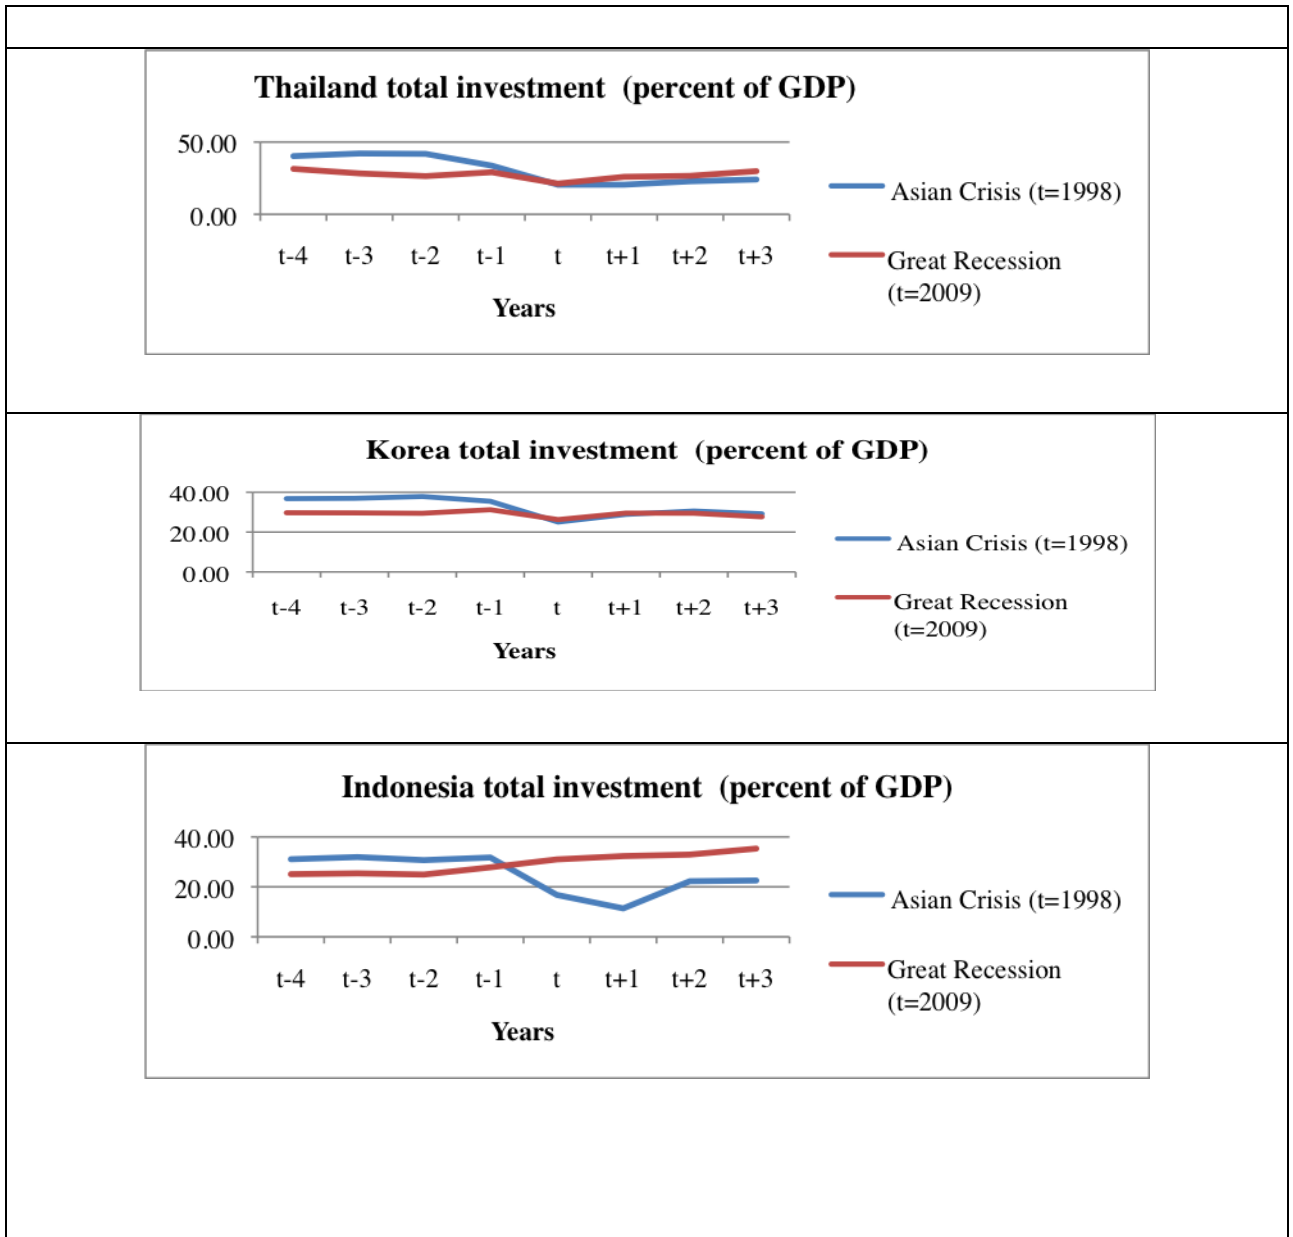 Thailand total investment (percent of GDP)
50.00
0.00
t-4 t-3 t-2 t-1 t t+1 t+2 t+3
Years
Asian Crisis (t=1998)
Great Recession
(t=2009)
Korea total investment (percent of GDP)
40.00
20.00
0.00
t-4 t-3 t-2 t-1 t t+1 t+2 t+3
Years
Asian Crisis (t=1998)
Great Recession
(t=2009)
Indonesia total investment (percent of GDP)
40.00
20.00
0.00
t-4 t-3 t-2 t-1 t t+1 t+2 t+3
Years
Asian Crisis (t=1998)
Great Recession
(t=2009)